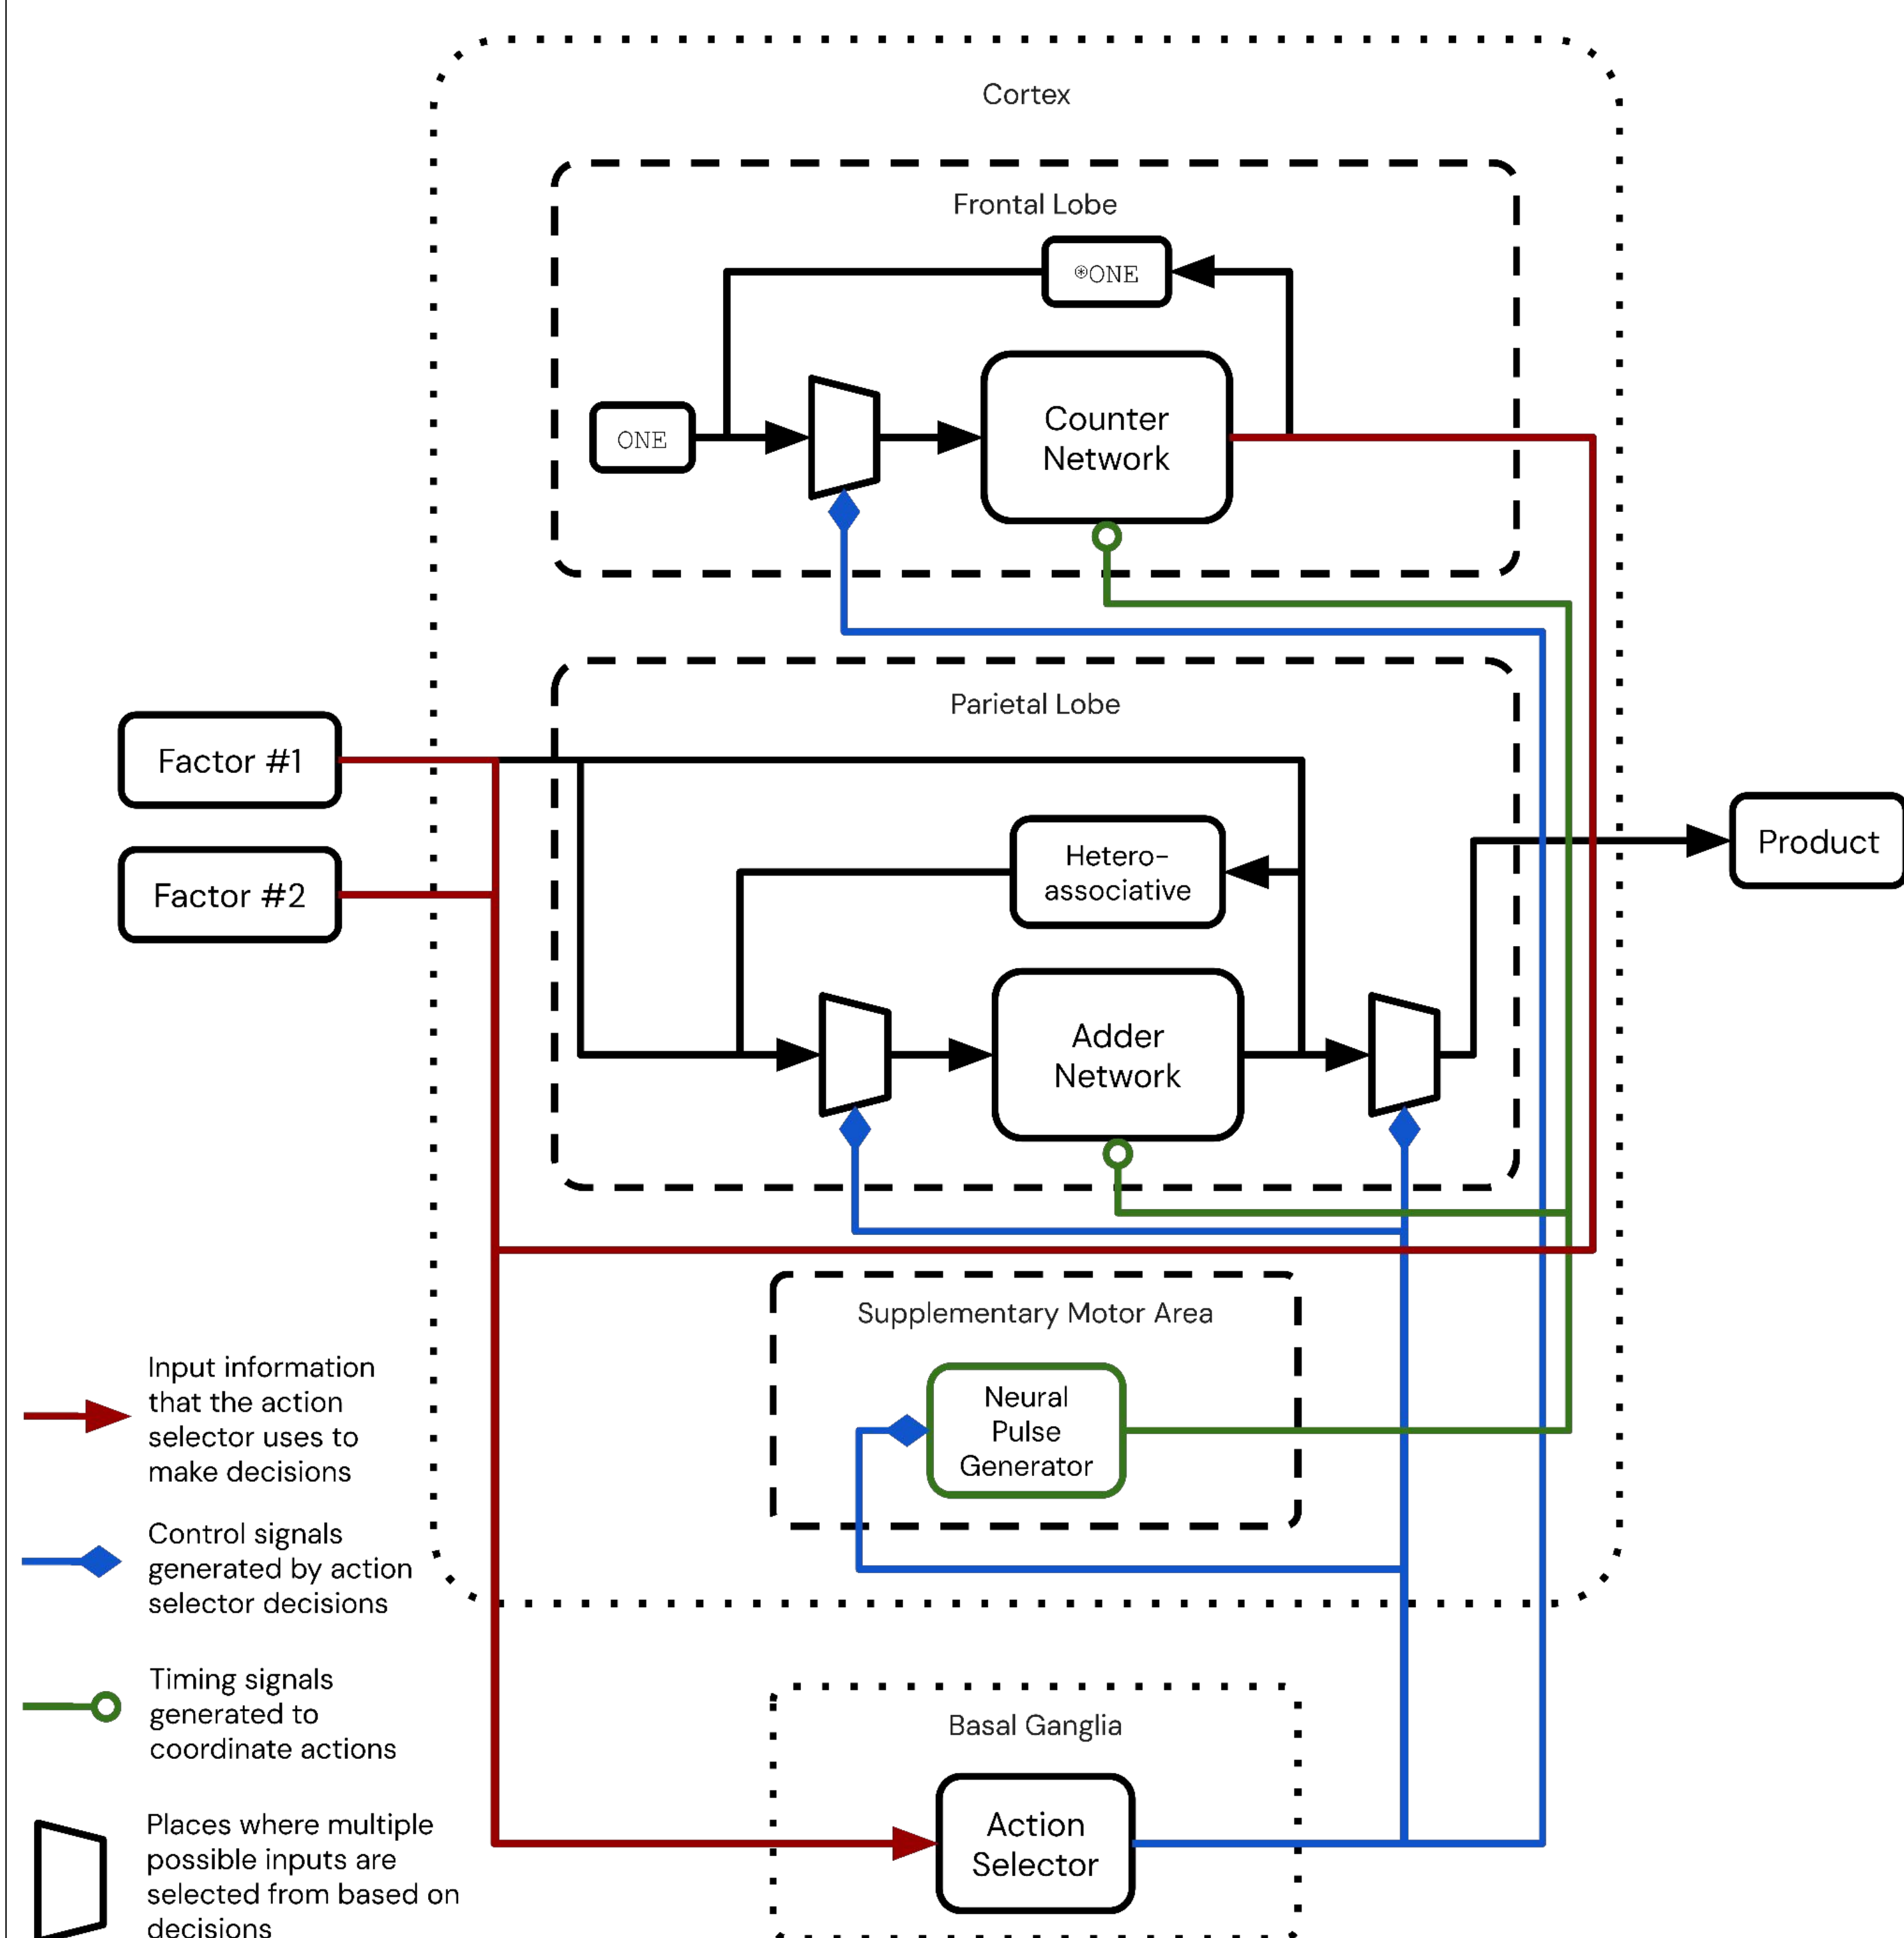 Cortex
Frontal Lobe
⊛ONE
ONE
Counter
Network
Parietal Lobe
Factor #1
Factor #2
Hetero-
associative
Product
Adder
Network
Supplementary Motor Area
Neural
Pulse
Generator
Input information
that the action
selector uses to
make decisions
Control signals
generated by action
selector decisions
Timing signals
generated to
coordinate actions
Places where multiple
possible inputs are
selected from based on
decisions
Basal Ganglia
Action
Selector